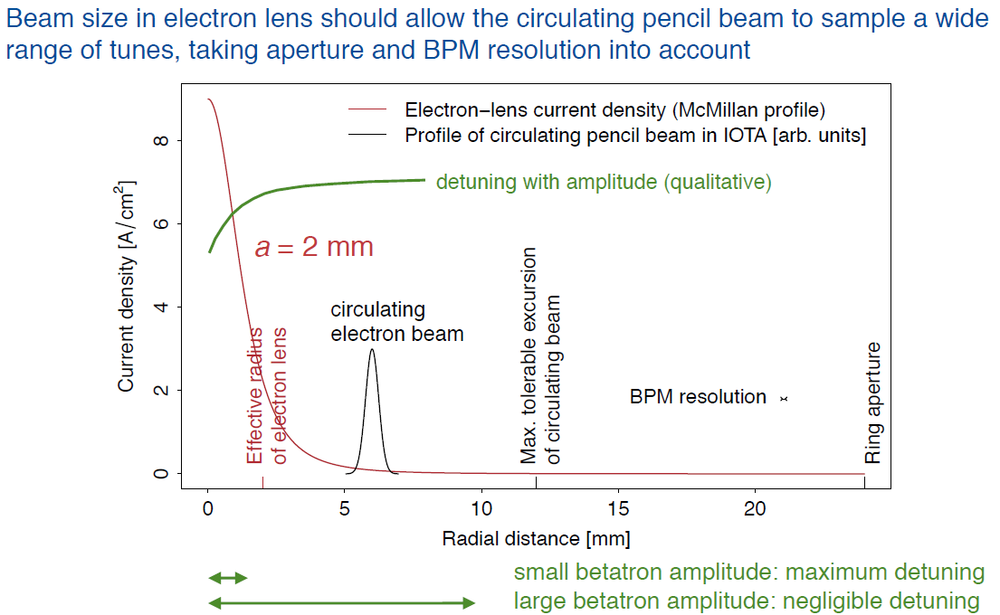 Beam size in electron lens should allow the circulating pencil beam to sample a wide
range of tunes, taking aperture and BPM resolution into account
Electron−lens current density (McMillan profile)
Profile of circulating pencil beam in IOTA [arb. units]
detuning with amplitude (qualitative)
a = 2 mm
circulating
electron beam
Effective radius
of electron lens
Max. tolerable excursion
of circulating beam
BPM resolution
Ring aperture
Current density [A/cm²]
8
6
4
2
0
0 5 10 15 20
Radial distance [mm]
small betatron amplitude: maximum detuning
large betatron amplitude: negligible detuning